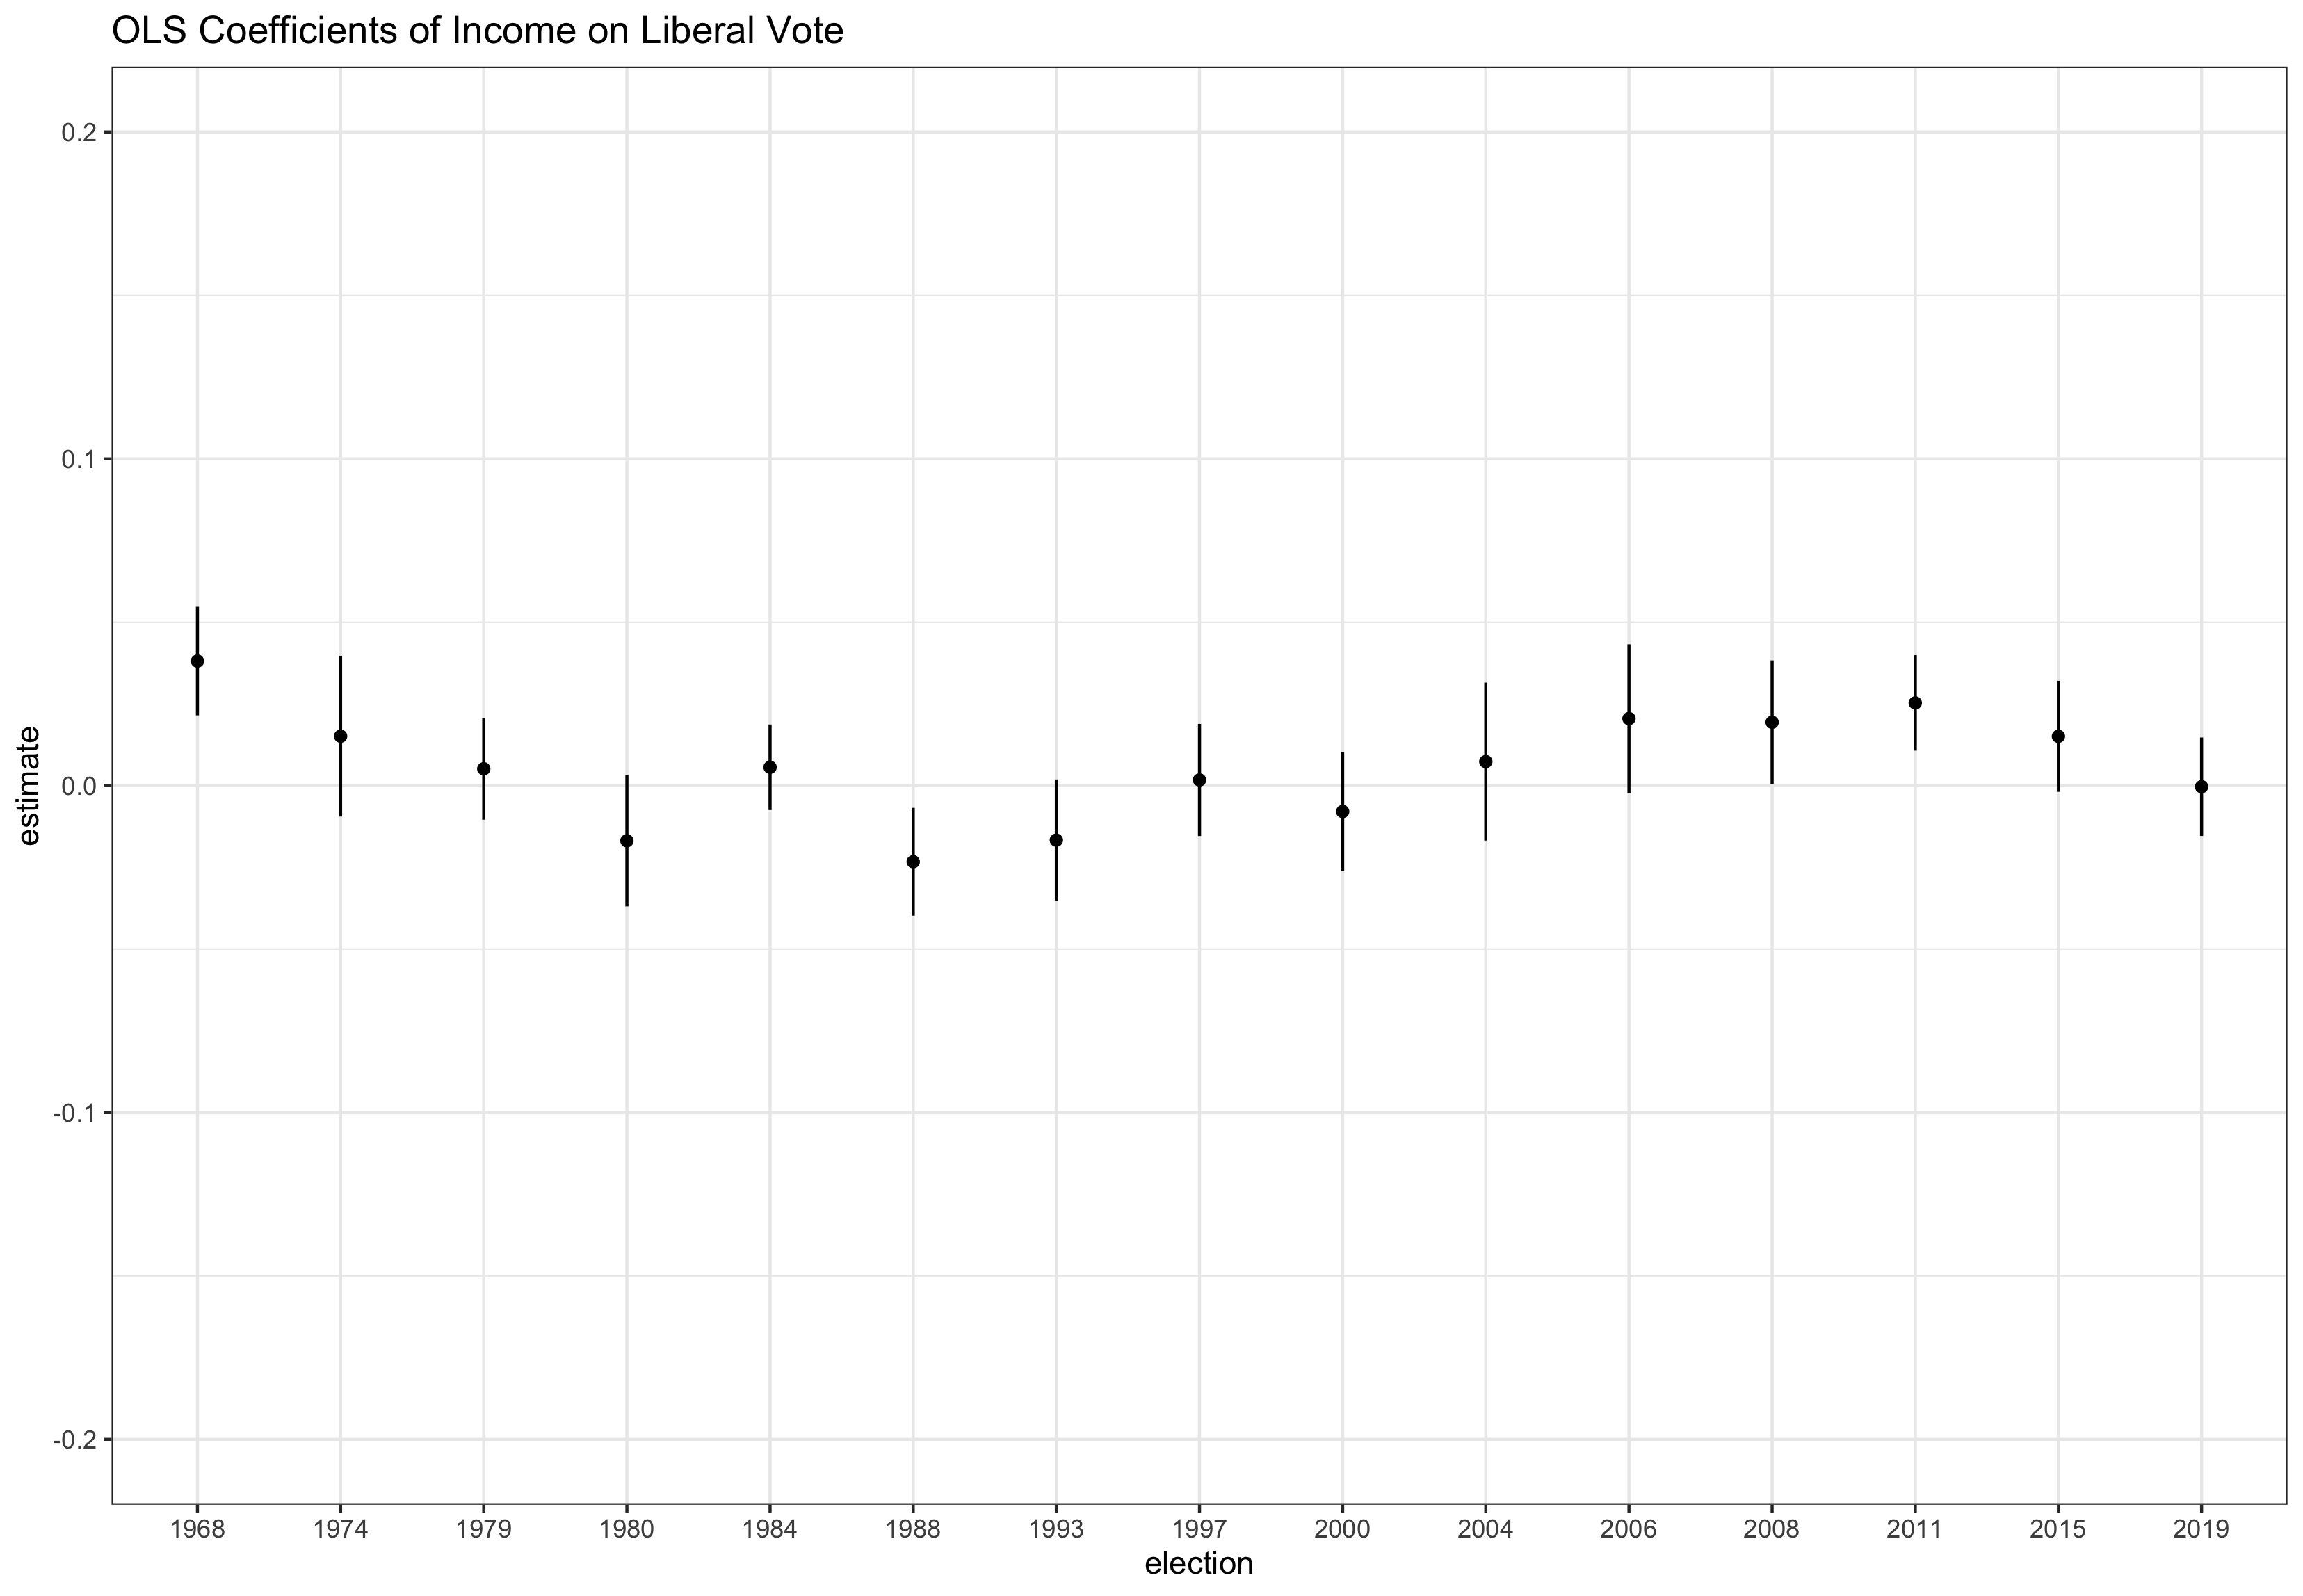 OLS Coefficients of Income on Liberal Vote
0.2
0.1
0.0
-0.1
-0.2
estimate
1968 1974 1979 1980 1984 1988 1993 1997 2000 2004 2006 2008 2011 2015 2019
election